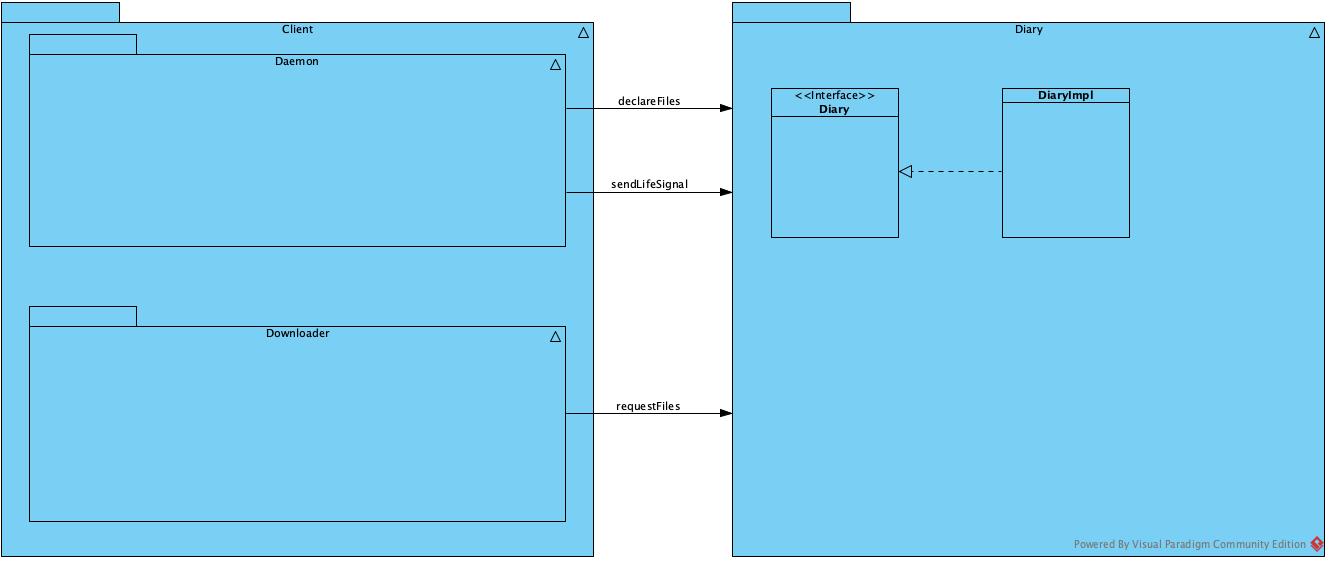 Client
Daemon
declareFiles
sendLifeSignal
Downloader
requestFiles
Diary
<<Interface>>
Diary
DiaryImpl
Powered By Visual Paradigm Community Edition